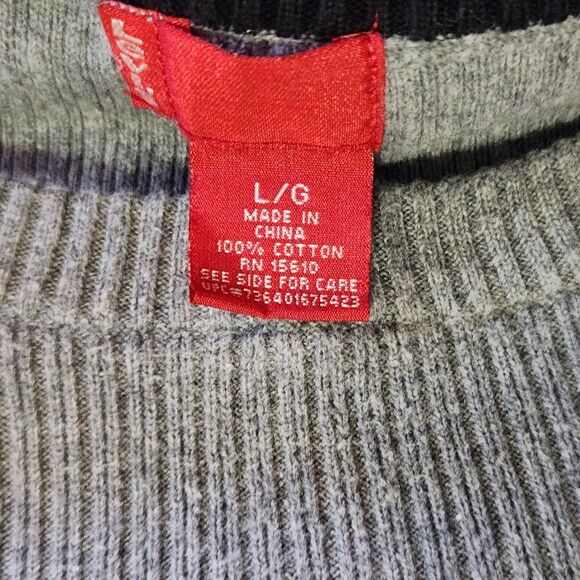 L/G
MADE IN
CHINA
100% COTTON
RN 15610
SEE SIDE FOR CARE
UPC#736401675423